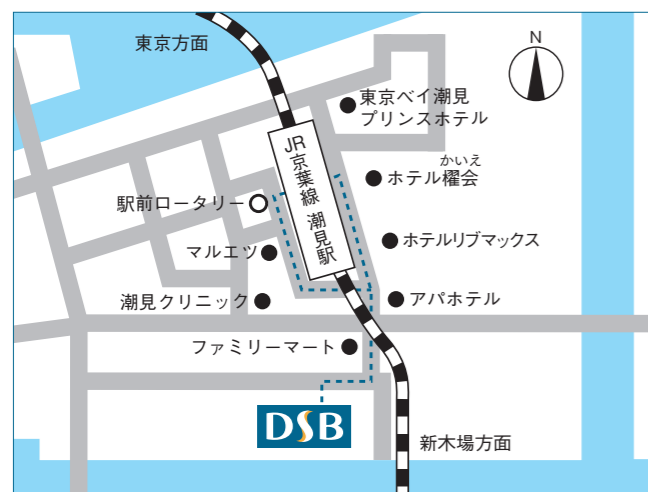 東京方面
N
東京ベイ潮見
プリンスホテル
かいえ
ホテル櫂会
JR京葉線 潮見駅
駅前ロータリー
マルエツ
ホテルリブマックス
潮見クリニック
アパホテル
ファミリーマート
DSB
新木場方面